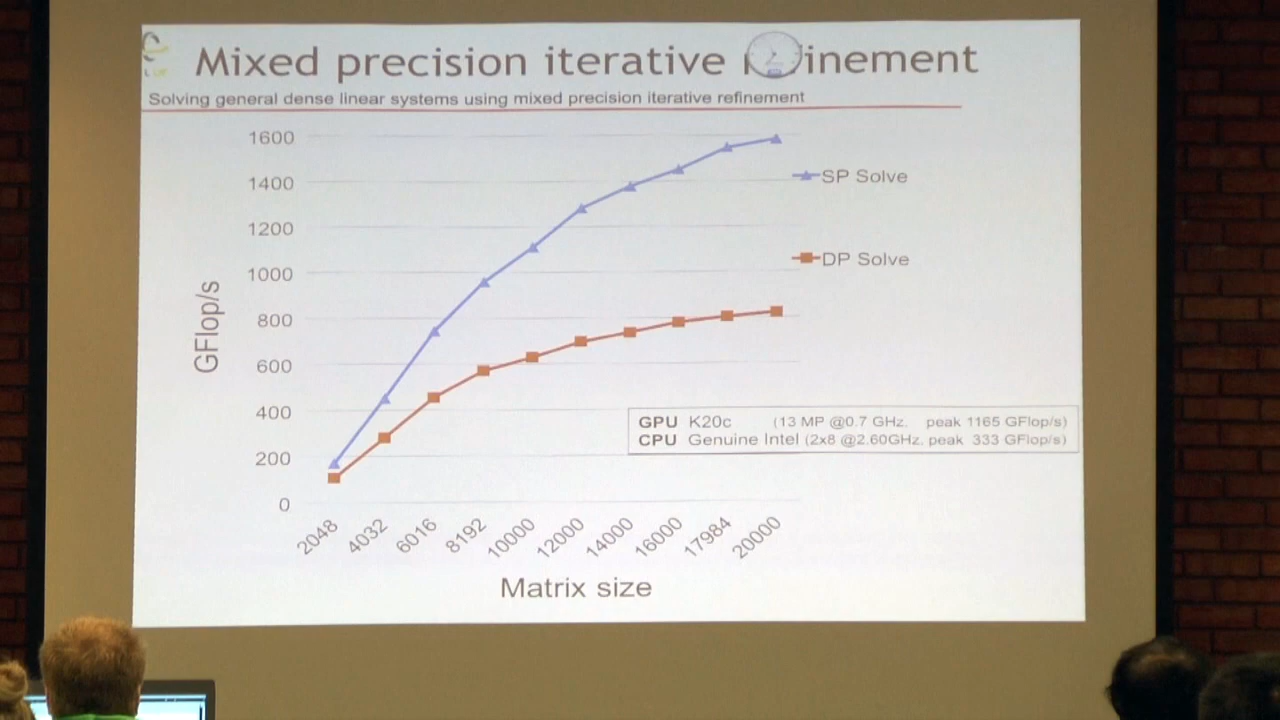 Mixed precision iterative inement
Solving general dense linear systems using mixed precision iterative refinement
1600
1400
1200
1000
800
600
400
200
0
GFlop/s
SP Solve
DP Solve
GPU K20c (13 MP @0.7 GHz, peak 1165 GFlop/s)
CPU Genuine Intel (2x8 @2.60GHz, peak 333 GFlop/s)
2048
4032
6016
8192
10000
12000
14000
16000
17984
20000
Matrix size